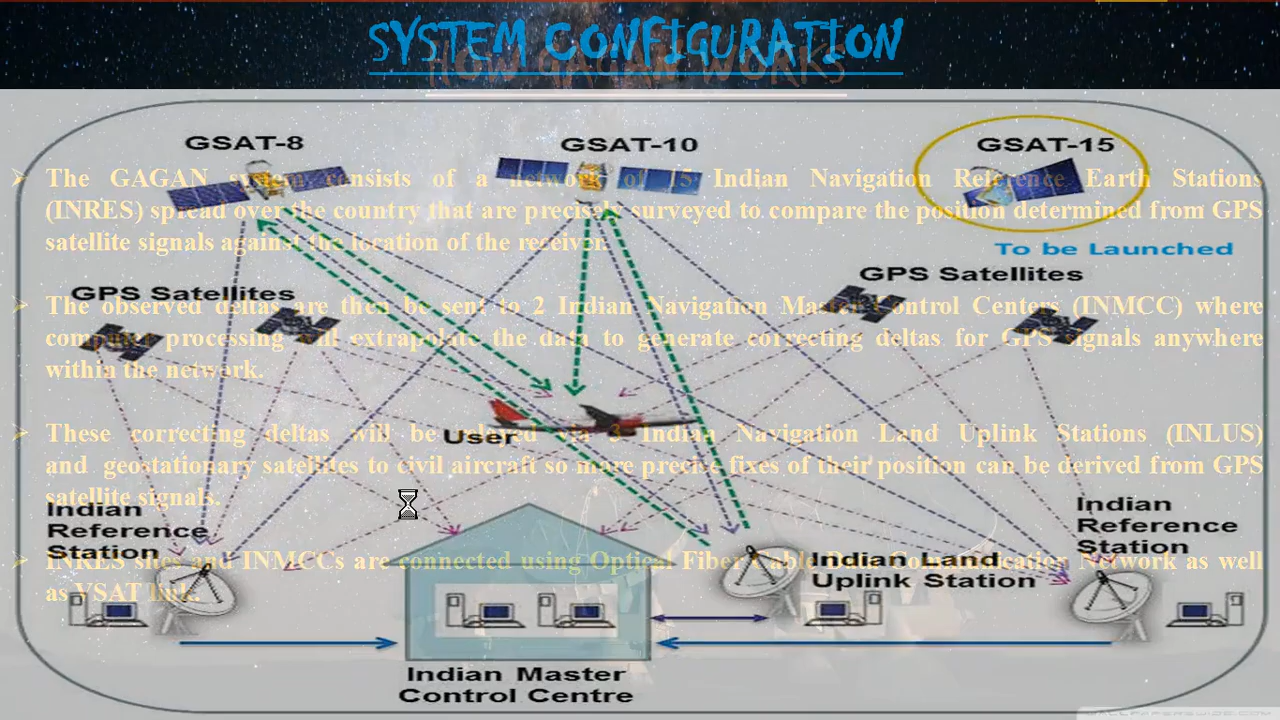 SYSTEM CONFIGURATION
HOW GAGAN WORKS
GSAT-8
GSAT-10
GSAT-15
To be Launched
GPS Satellites
GPS Satellites
User
Indian
Reference
Station
Indian
Reference
Station
Indian Land
Uplink Station
Indian Master
Control Centre
The GAGAN system consists of a network of 15 Indian Navigation Reference Earth Stations
(INRES) spread over the country that are precisely surveyed to compare the position determined from GPS
satellite signals against the location of the receiver.
The observed deltas are then be sent to 2 Indian Navigation Master Control Centers (INMCC) where
computer processing will extrapolate the data to generate correcting deltas for GPS signals anywhere
within the network.
These correcting deltas will be relayed via 3 Indian Navigation Land Uplink Stations (INLUS)
and geostationary satellites to civil aircraft so more precise fixes of their position can be derived from GPS
satellite signals.
INRES sites and INMCCs are connected using Optical Fiber Cable Data Communication Network as well
as VSAT link.